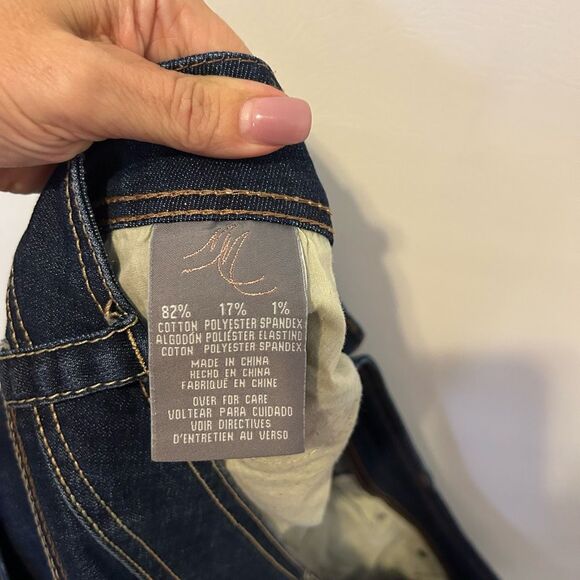 82% 17% 1%
COTTON POLYESTER SPANDEX
ALGODÓN POLIÉSTER ELASTINO
COTON POLYESTER SPANDEX
MADE IN CHINA
HECHO EN CHINA
FABRIQUÉ EN CHINE
OVER FOR CARE
VOLTEAR PARA CUIDADO
VOIR DIRECTIVES
D'ENTRETIEN AU VERSO